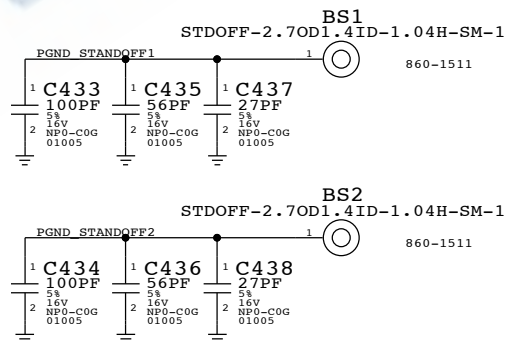 BS1
STDOFF-2.7OD1.4ID-1.04H-SM-1
PGND_STANDOFF1
1
860-1511
1 C433
100PF
5%
16V
2 NP0-C0G
01005
1 C435
56PF
5%
16V
2 NP0-C0G
01005
1 C437
27PF
5%
16V
2 NP0-C0G
01005
BS2
STDOFF-2.7OD1.4ID-1.04H-SM-1
PGND_STANDOFF2
1
860-1511
1 C434
100PF
5%
16V
2 NP0-C0G
01005
1 C436
56PF
5%
16V
2 NP0-C0G
01005
1 C438
27PF
5%
16V
2 NP0-C0G
01005